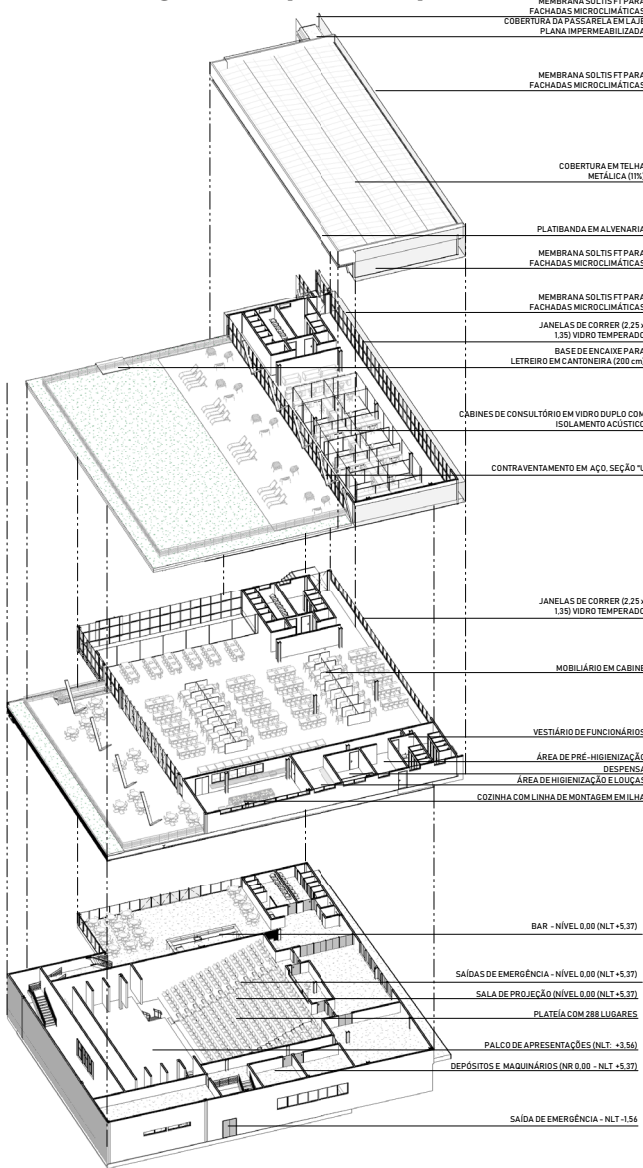 MEMBRANA SOLTIS FT PARA
FACHADAS MICROCLIMÁTICAS
COBERTURA DA PASSARELA EM LAJE
PLANA IMPERMEABILIZADA
MEMBRANA SOLTIS FT PARA
FACHADAS MICROCLIMÁTICAS
COBERTURA EM TELHA
METÁLICA (11%)
PLATIBANDA EM ALVENARIA
MEMBRANA SOLTIS FT PARA
FACHADAS MICROCLIMÁTICAS
MEMBRANA SOLTIS FT PARA
FACHADAS MICROCLIMÁTICAS
JANELAS DE CORRER (2,25 x
1,35) VIDRO TEMPERADO
BASE DE ENCAIXE PARA
LETREIRO EM CANTONEIRA (200 cm)
CABINES DE CONSULTÓRIO EM VIDRO DUPLO COM
ISOLAMENTO ACÚSTICO
CONTRAVENTAMENTO EM AÇO, SEÇÃO "U
JANELAS DE CORRER (2,25 x
1,35) VIDRO TEMPERADO
MOBILIÁRIO EM CABINE
VESTIÁRIO DE FUNCIONÁRIOS
ÁREA DE PRÉ-HIGIENIZAÇÃO
DESPENSA
ÁREA DE HIGIENIZAÇÃO E LOUÇAS
COZINHA COM LINHA DE MONTAGEM EM ILHA
BAR - NÍVEL 0,00 (NLT +5,37)
SAÍDAS DE EMERGÊNCIA - NÍVEL 0,00 (NLT +5,37)
SALA DE PROJEÇÃO (NÍVEL 0,00 (NLT +5,37)
PLATEÍA COM 288 LUGARES
PALCO DE APRESENTAÇÕES (NLT: +3,56)
DEPÓSITOS E MAQUINÁRIOS (NR 0,00 - NLT +5,37)
SAÍDA DE EMERGÊNCIA - NLT -1,56